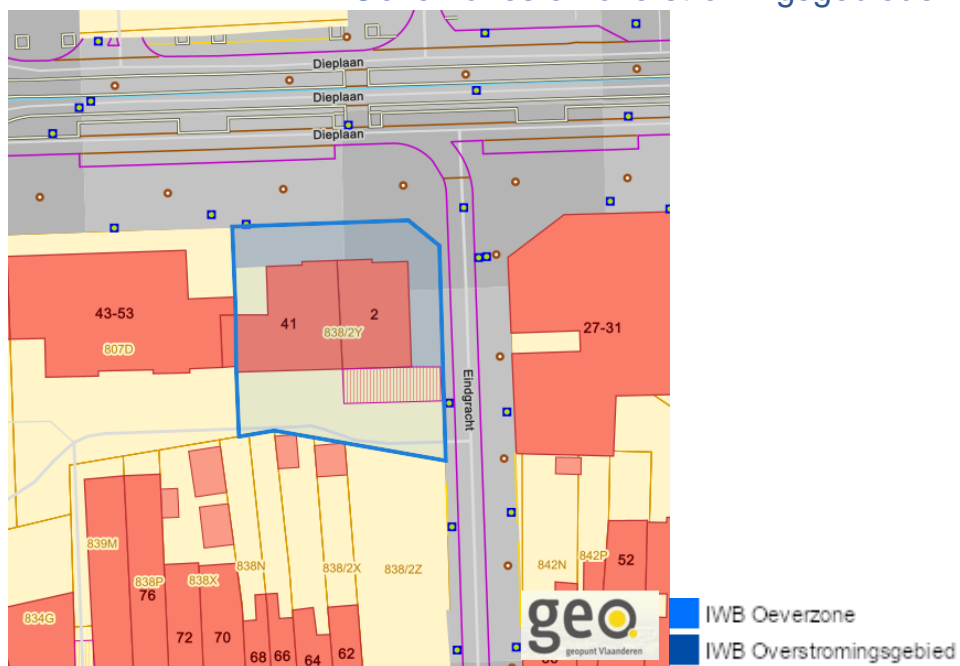 Dieplaan
Dieplaan
Dieplaan
43-53
807D
41
2
838/2Y
27-31
Eindgracht
839M
838P
76
838X
838N
838/2X
838/2Z
842N
842P
52
834G
72
70
68
66
64
62
geo.
geopunt Vlaanderen
IWB Oeverzone
IWB Overstromingsgebied